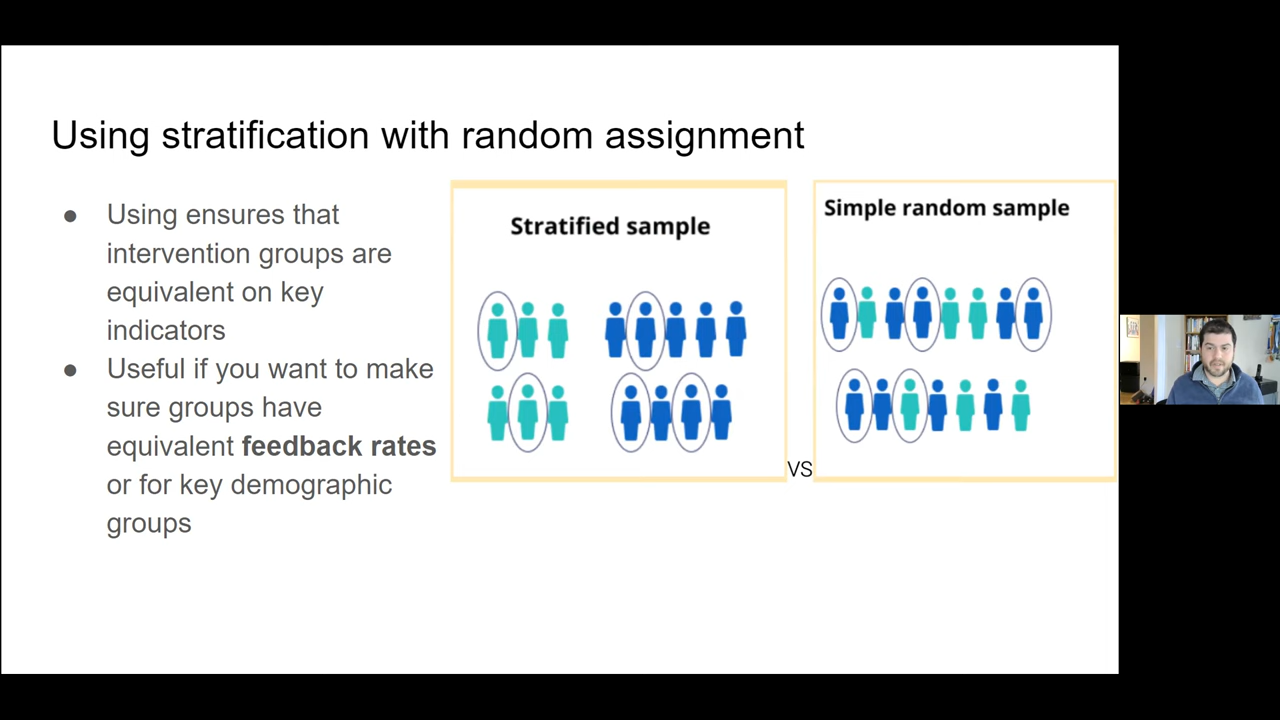 Using stratification with random assignment
● Using ensures that
intervention groups are
equivalent on key
indicators
● Useful if you want to make
sure groups have
equivalent feedback rates
or for key demographic
groups
Stratified sample
VS
Simple random sample